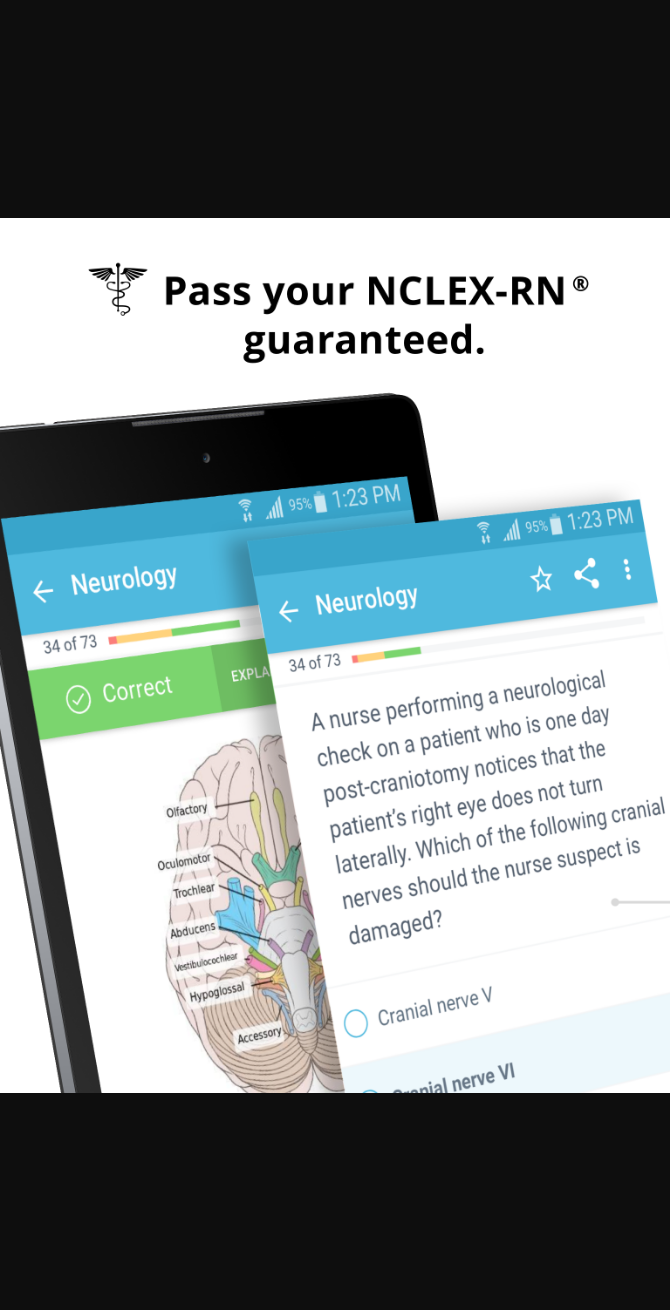 Pass your NCLEX-RN®
guaranteed.
95% 1:23 PM
Neurology
34 of 73
Correct
Olfactory
Oculomotor
Trochlear
Abducens
Vestibulocochlear
Hypoglossal
Accessory
95% 1:23 PM
Neurology
34 of 73
A nurse performing a neurological
check on a patient who is one day
post-craniotomy notices that the
patient's right eye does not turn
laterally. Which of the following cranial
nerves should the nurse suspect is
damaged?
Cranial nerve V
Cranial nerve VI